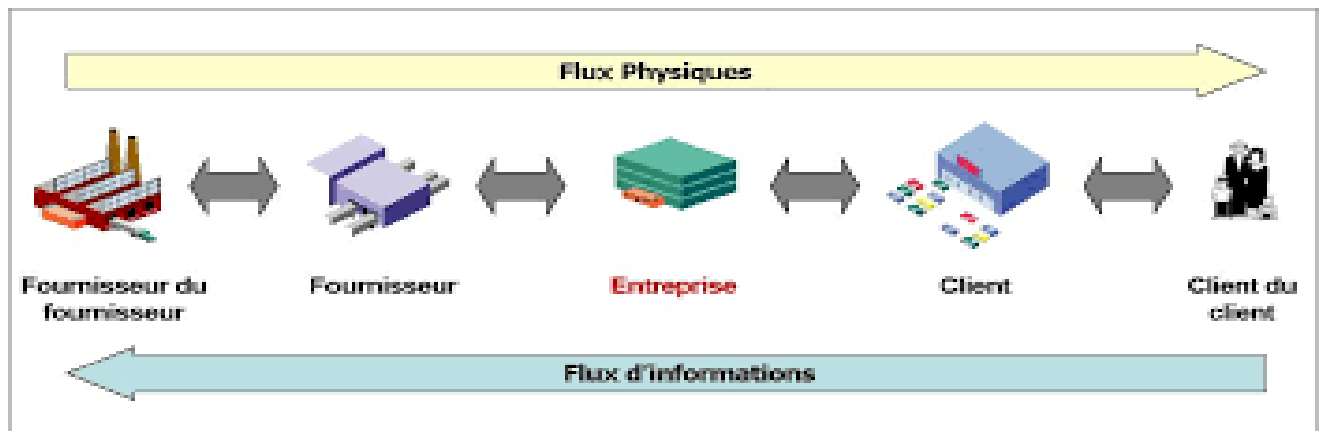 Flux Physiques
Fournisseur du
fournisseur
Fournisseur
Entreprise
Client
Client du
client
Flux d'informations